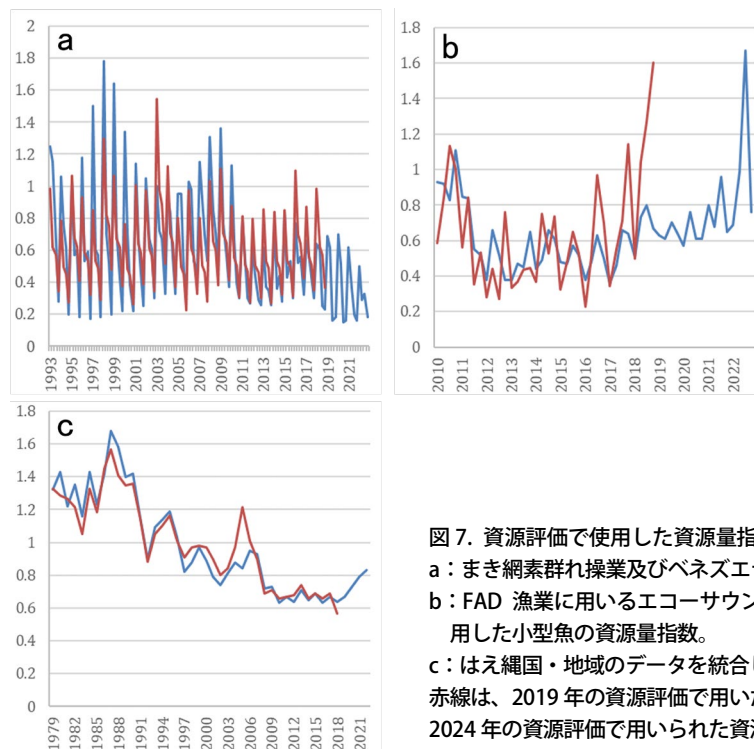 a
2
1.8
1.6
1.4
1.2
1
0.8
0.6
0.4
0.2
0
1993 1995 1997 1999 2001 2003 2005 2007 2009 2011 2013 2015 2017 2019 2021
b
1.8
1.6
1.4
1.2
1
0.8
0.6
0.4
0.2
0
2010 2011 2012 2013 2014 2015 2016 2017 2018 2019 2020 2021 2022
c
1.8
1.6
1.4
1.2
1
0.8
0.6
0.4
0.2
0
1979 1982 1985 1988 1991 1994 1997 2000 2003 2006 2009 2012 2015 2018 2021
図 7. 資源評価で使用した資源量指
a：まき網素群れ操業及びベネズエ
b：FAD 漁業に用いるエコーサウン
用した小型魚の資源量指数。
c：はえ縄国・地域のデータを統合
赤線は、2019 年の資源評価で用い
2024 年の資源評価で用いられた資